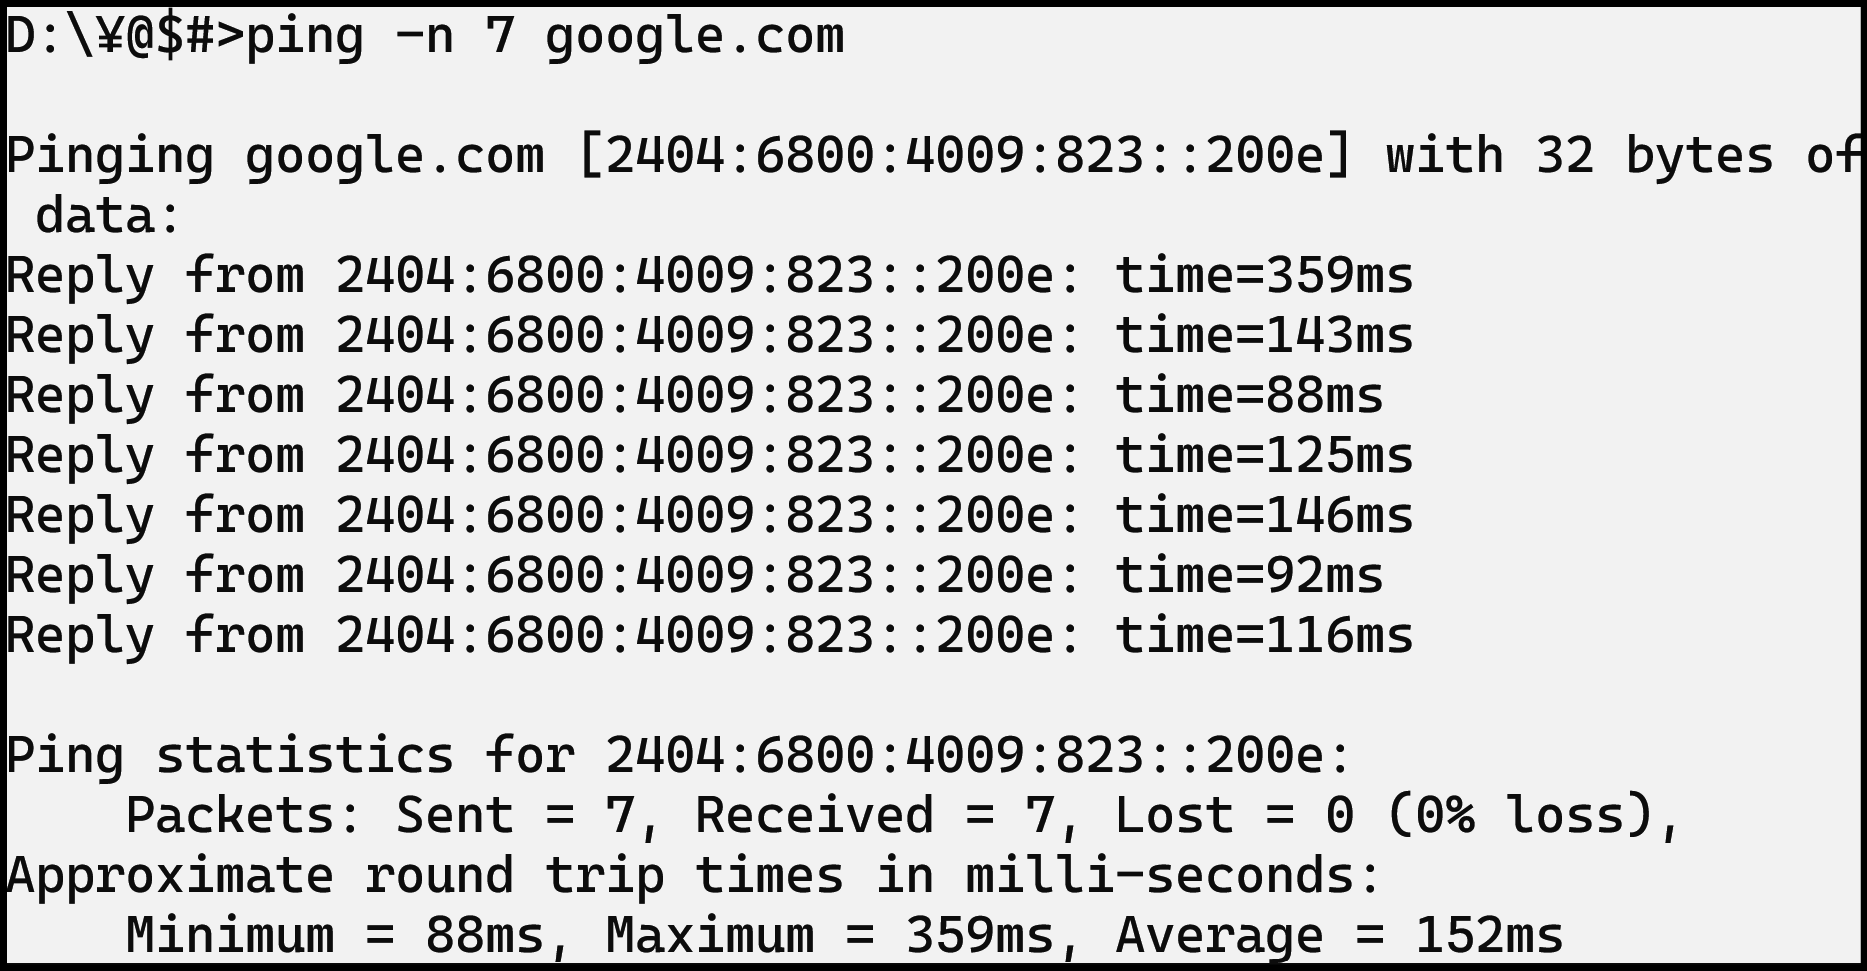 D:\¥@$#>ping -n 7 google.com
Pinging google.com [2404:6800:4009:823::200e] with 32 bytes of
data:
Reply from 2404:6800:4009:823::200e: time=359ms
Reply from 2404:6800:4009:823::200e: time=143ms
Reply from 2404:6800:4009:823::200e: time=88ms
Reply from 2404:6800:4009:823::200e: time=125ms
Reply from 2404:6800:4009:823::200e: time=146ms
Reply from 2404:6800:4009:823::200e: time=92ms
Reply from 2404:6800:4009:823::200e: time=116ms
Ping statistics for 2404:6800:4009:823::200e:
Packets: Sent = 7, Received = 7, Lost = 0 (0% loss),
Approximate round trip times in milli-seconds:
Minimum = 88ms, Maximum = 359ms, Average = 152ms